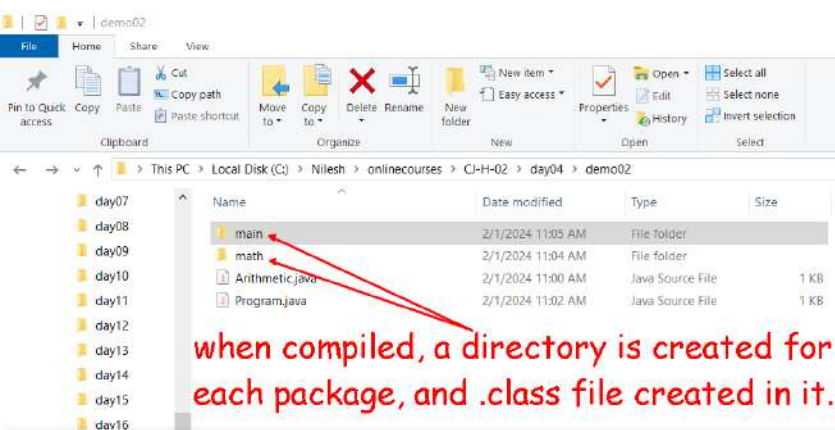 demo02
File Home Share View
Pin to Quick access
Copy
Paste
Cut
Copy path
Paste shortcut
Clipboard
Move to
Copy to
Delete
Rename
Organize
New folder
New item
Easy access
New
Properties
Open
Edit
History
Open
Select all
Select none
Invert selection
Select
This PC > Local Disk (C:) > Nilesh > onlinecourses > CJ-H-02 > day04 > demo02
day07
day08
day09
day10
day11
day12
day13
day14
day15
day16
Name Date modified Type Size
main 2/1/2024 11:05 AM File folder
math 2/1/2024 11:04 AM File folder
Arithmetic.java 2/1/2024 11:00 AM Java Source File 1 KB
Program.java 2/1/2024 11:02 AM Java Source File 1 KB
when compiled, a directory is created for
each package, and .class file created in it.